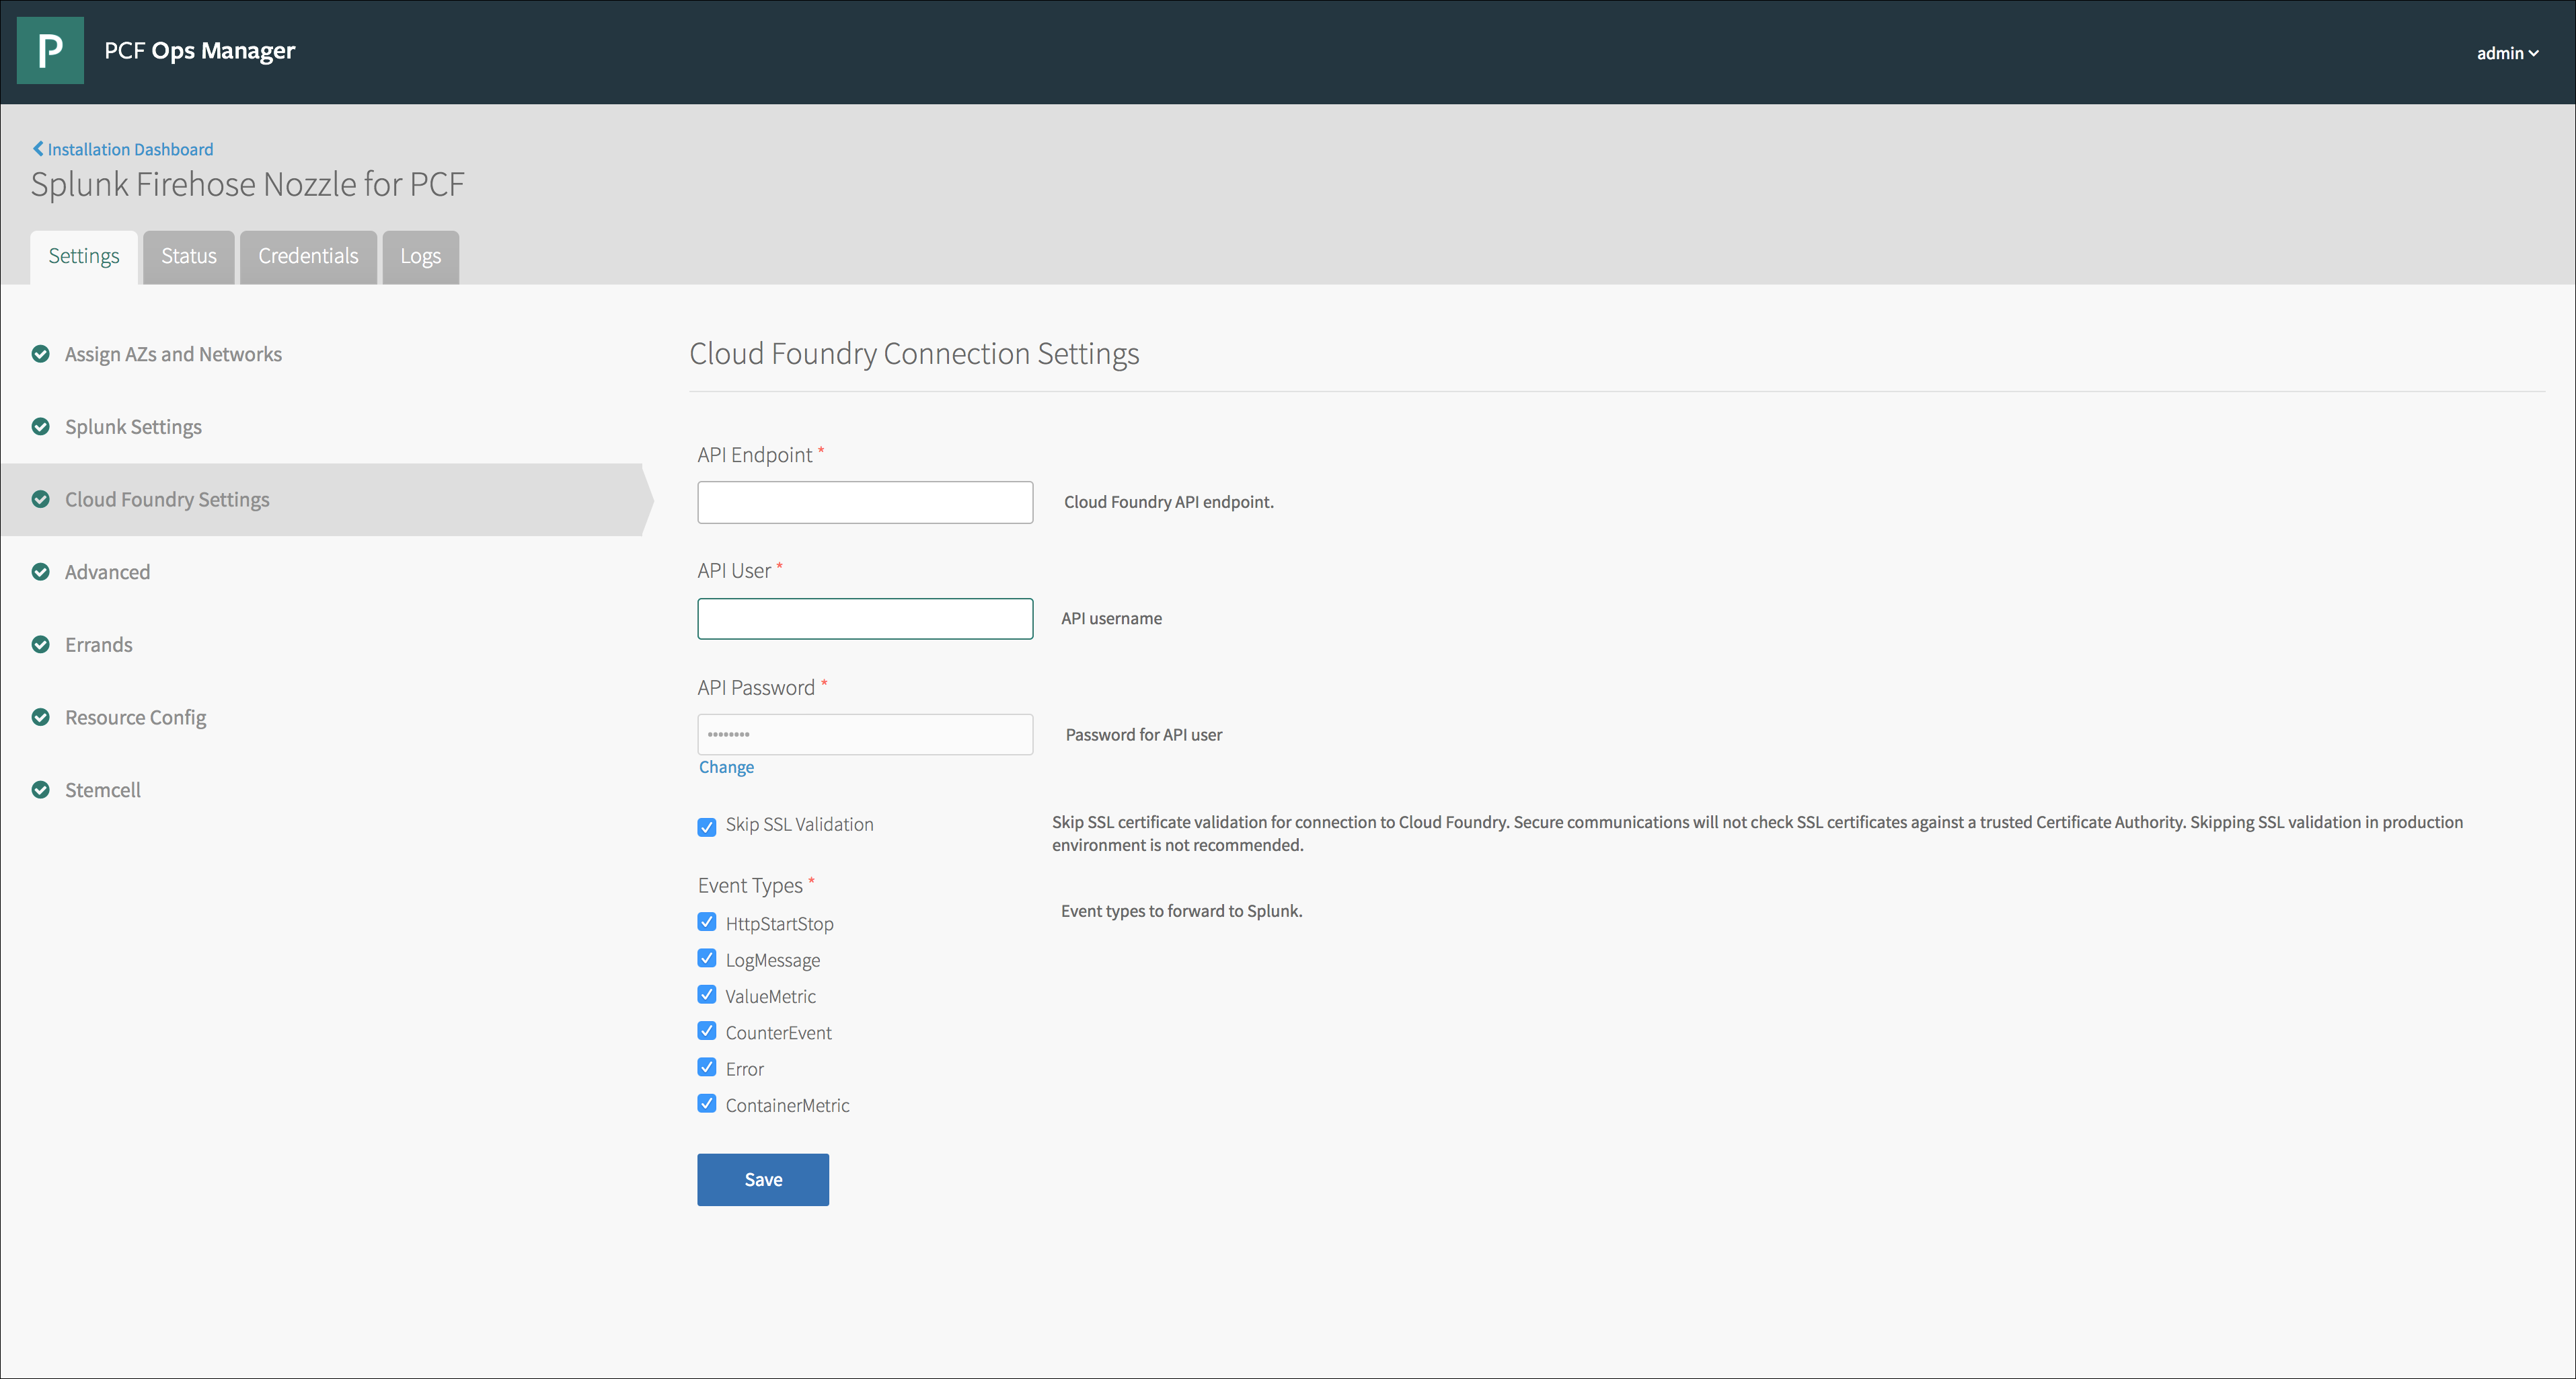 P
PCF Ops Manager
admin
Installation Dashboard
Splunk Firehose Nozzle for PCF
Settings
Status
Credentials
Logs
Assign AZs and Networks
Splunk Settings
Cloud Foundry Settings
Advanced
Errands
Resource Config
Stemcell
Cloud Foundry Connection Settings
API Endpoint *
Cloud Foundry API endpoint.
API User *
API username
API Password *
••••••••
Password for API user
Change
Skip SSL Validation
Skip SSL certificate validation for connection to Cloud Foundry. Secure communications will not check SSL certificates against a trusted Certificate Authority. Skipping SSL validation in production
environment is not recommended.
Event Types *
Event types to forward to Splunk.
HttpStartStop
LogMessage
ValueMetric
CounterEvent
Error
ContainerMetric
Save